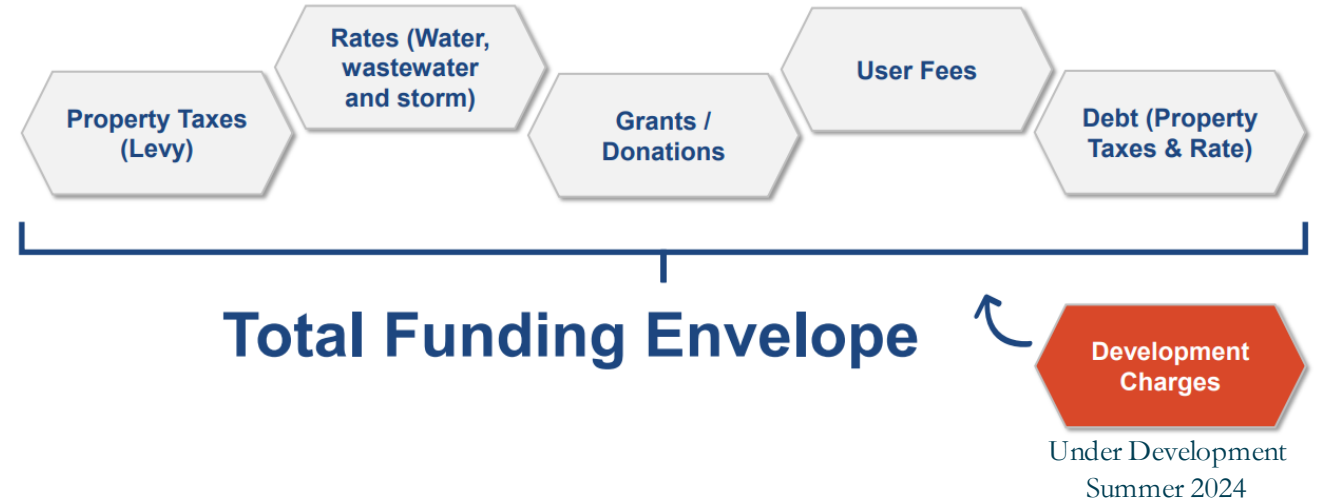 Property Taxes
(Levy)
Rates (Water,
wastewater
and storm)
Grants /
Donations
User Fees
Debt (Property
Taxes & Rate)
Total Funding Envelope
Development
Charges
Under Development
Summer 2024